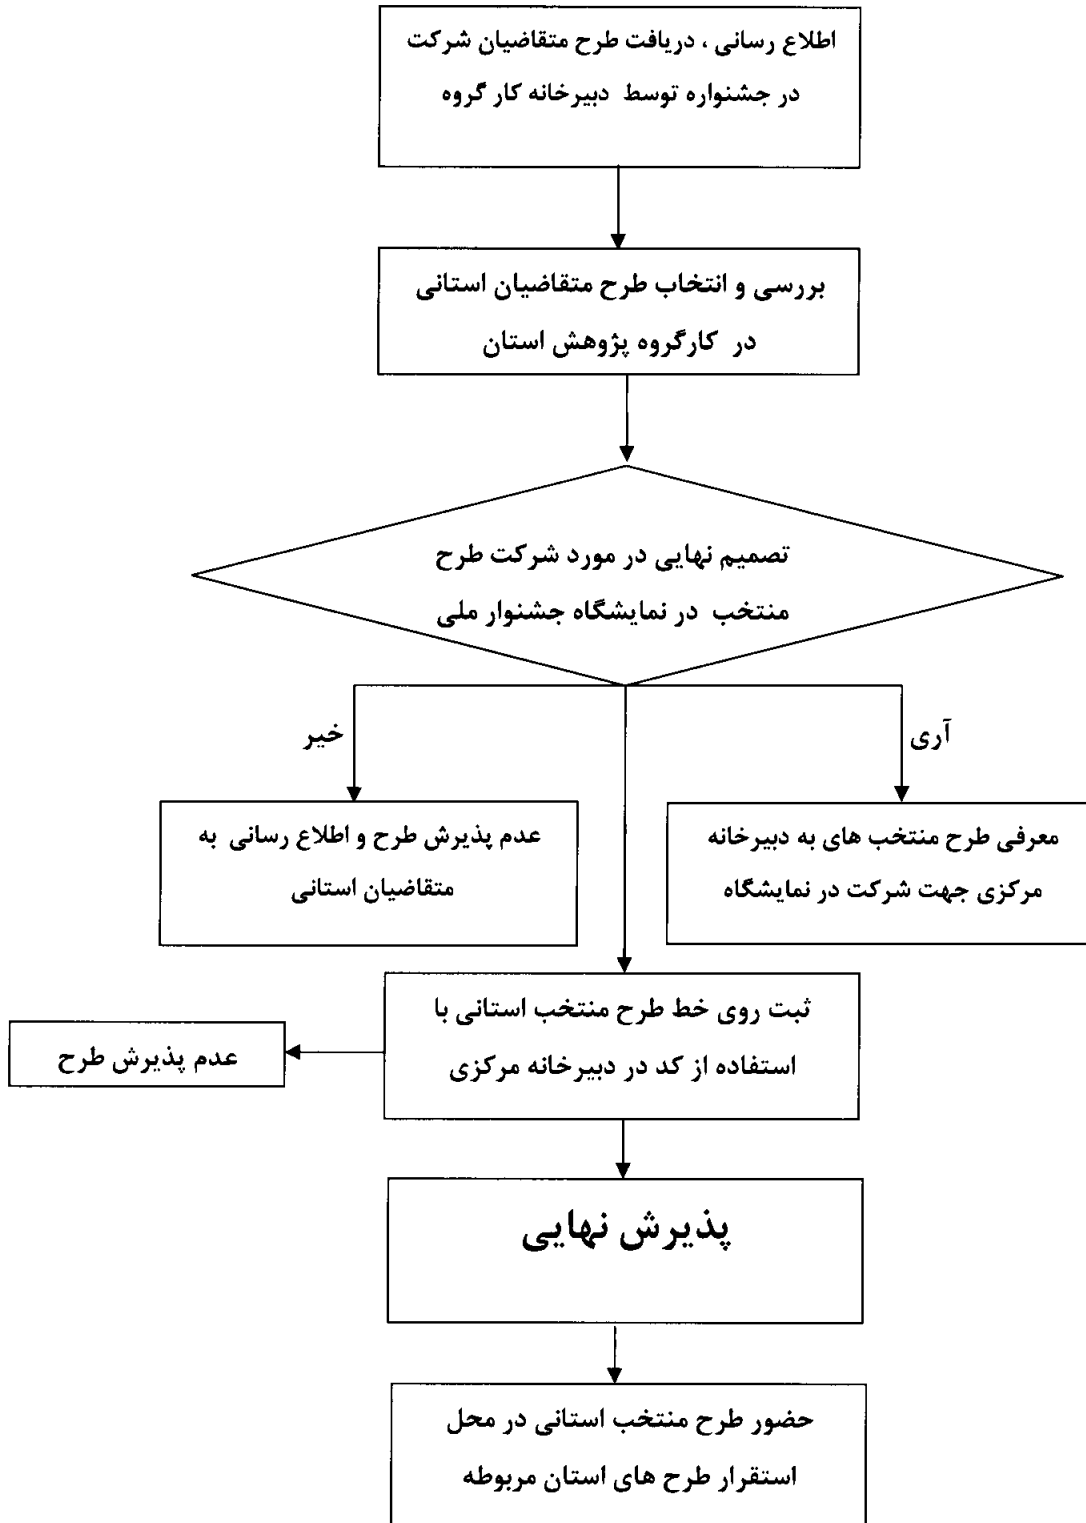 اطلاع رسانی ، دریافت طرح متقاضیان شرکت
در جشنواره توسط دبیرخانه کار گروه
بررسی و انتخاب طرح متقاضیان استانی
در کارگروه پژوهش استان
تصمیم نهایی در مورد شرکت طرح
منتخب در نمایشگاه جشنوار ملی
آری
خیر
معرفی طرح منتخب های به دبیرخانه
مرکزی جهت شرکت در نمایشگاه
عدم پذیرش طرح و اطلاع رسانی به
متقاضیان استانی
ثبت روی خط طرح منتخب استانی با
استفاده از کد در دبیرخانه مرکزی
عدم پذیرش طرح
پذیرش نهایی
حضور طرح منتخب استانی در محل
استقرار طرح های استان مربوطه